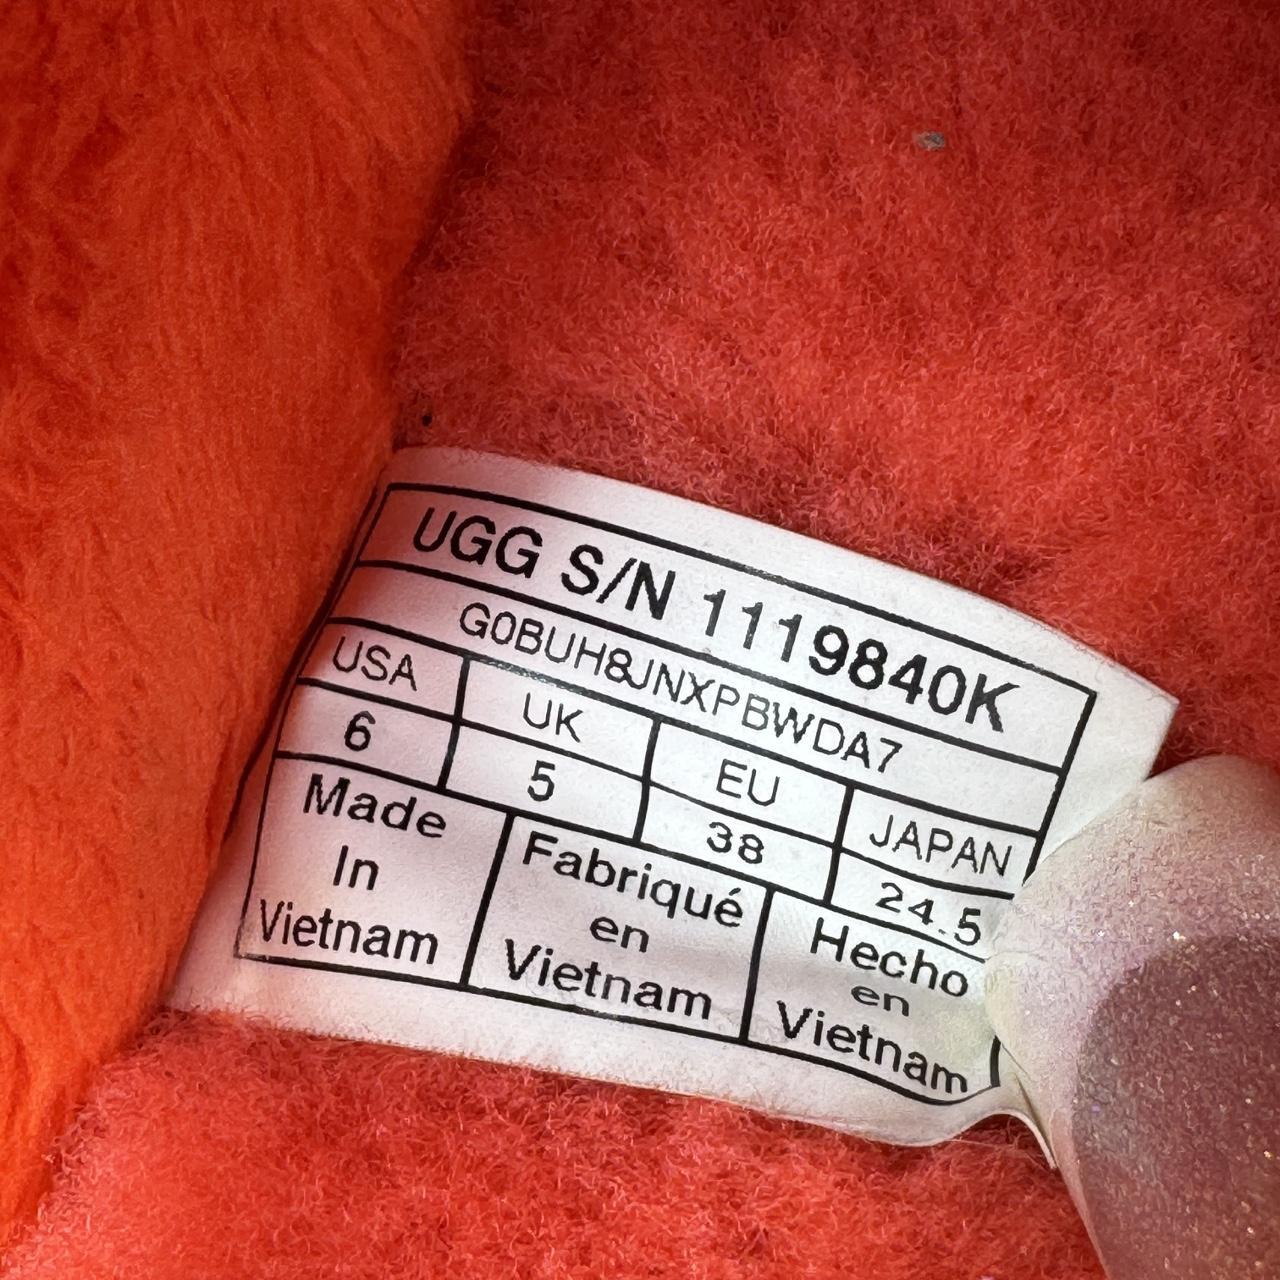 UGG S/N 1119840K
G0BUH8JNXPBWDA7
USA UK EU JAPAN
6 5 38 24.5
Made In Vietnam
Fabriqué en Vietnam
Hecho en Vietnam